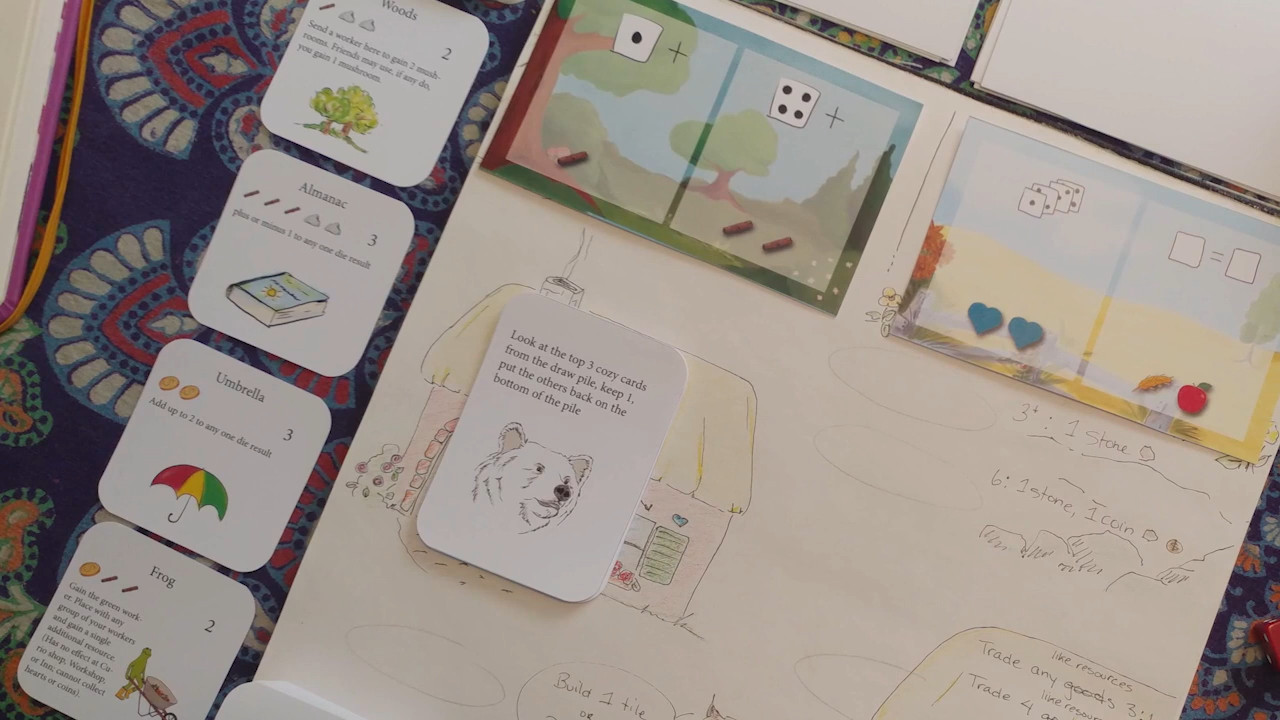 Woods
2
Send a worker here to gain 2 mush-
rooms. Friends may use, if any do,
you gain 1 mushroom.
Almanac
3
plus or minus 1 to any one die result
Umbrella
3
Add up to 2 to any one die result
Frog
2
Gain the green work-
er. Place with any
group of your workers
and gain a single
additional resource.
(Has no effect at Cu-
rio shop, Workshop,
or Inn; cannot collect
hearts or coins).
Look at the top 3 cozy cards
from the draw pile, keep 1,
put the others back on the
bottom of the pile
+
+
=
3+: 1 stone
6: 1 stone, 1 coin
Build 1 tile
or
like resources
Trade any goods 3:1
like resou
Trade 4